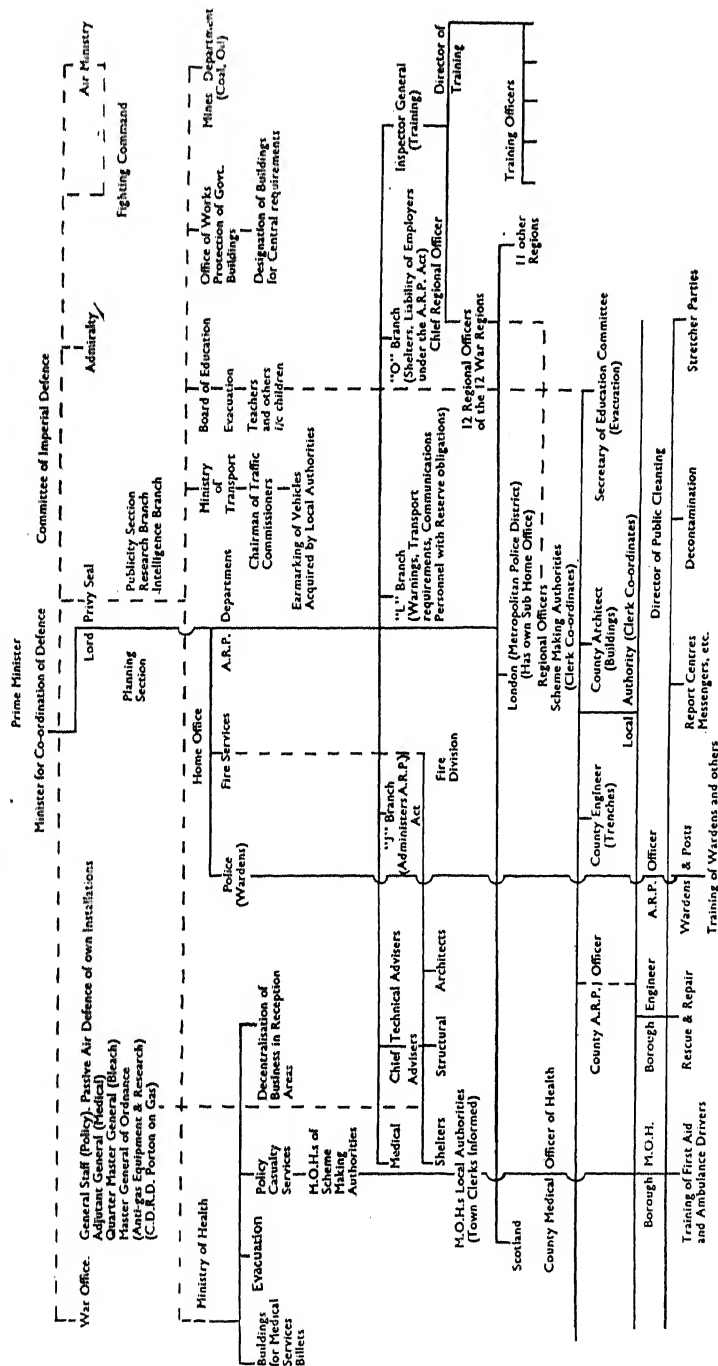 Prime Minister
Minister for Co-ordination of Defence
Committee of Imperial Defence
War Office.
General Staff (Policy). Passive Air Defence of own Installations
Adjutant General (Medical)
Quarter Master General (Bleach)
Master General of Ordnance
(Anti-gas Equipment & Research)
(C.D.R.D. Porton on Gas)
Lord Privy Seal
Planning
Section
Publicity Section
Research Branch
Intelligence Branch
Admiralty
Fighting Command
Air Ministry
Ministry of Health
Buildings
for Medical
Services
Billets
Evacuation
Policy
Casualty
Services
M.O.H.s of
Scheme
Making
Authorities
Decentralisation of
Business in Reception
Areas
Home Office
Police
(Wardens)
Fire Services
A.R.P. Department
Ministry
of
Transport
Chairman of Traffic
Commissioners
Earmarking of Vehicles
Acquired by Local Authorities
Board of Education
Evacuation
Teachers
and others
i/c children
Office of Works
Protection of Govt.
Buildings
Designation of Buildings
for Central requirements
Mines Department
(Coal, Oil)
Medical
Chief Technical Advisers
Advisers
Shelters
Structural
Architects
"J" Branch
(Administers A.R.P.)
Act
Fire
Division
"L" Branch
(Warnings, Transport
requirements, Communications
Personnel with Reserve obligations)
"O" Branch
(Shelters, Liability of Employers
under the A.R.P. Act)
Chief Regional Officer
Inspector General
(Training)
Director of
Training
Training Officers
12 Regional Officers
of the 12 War Regions
M.O.H.s Local Authorities
(Town Clerks Informed)
Scotland
London (Metropolitan Police District)
(Has own Sub Home Office)
Regional Officers
Scheme Making Authorities
(Clerk Co-ordinates)
11 other
Regions
County Medical Officer of Health
County A.R.P. Officer
County Engineer
(Trenches)
County Architect
(Buildings)
Secretary of Education Committee
(Evacuation)
Local Authority (Clerk Co-ordinates)
Borough M.O.H.
Borough Engineer
A.R.P. Officer
Director of Public Cleansing
Training of First Aid
and Ambulance Drivers
Rescue & Repair
Wardens & Posts
Training of Wardens and others
Report Centres
Messengers, etc.
Decontamination
Stretcher Parties